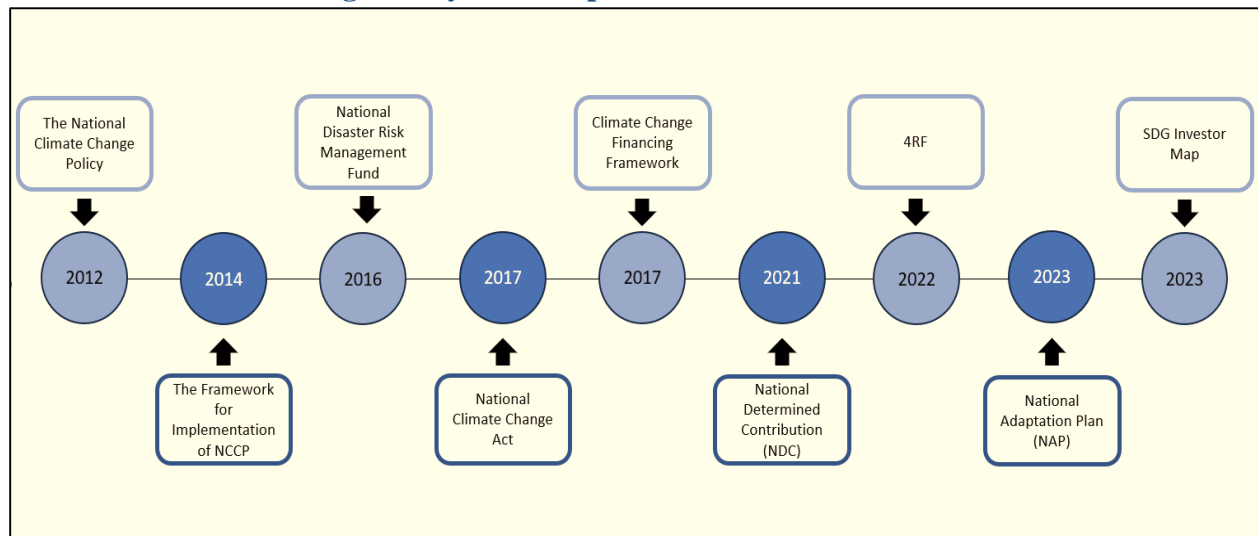 The National
Climate Change
Policy
National
Disaster Risk
Management
Fund
Climate Change
Financing
Framework
4RF
SDG Investor
Map
2012
2014
2016
2017
2017
2021
2022
2023
2023
The Framework
for
Implementation
of NCCP
National
Climate Change
Act
National
Determined
Contribution
(NDC)
National
Adaptation Plan
(NAP)